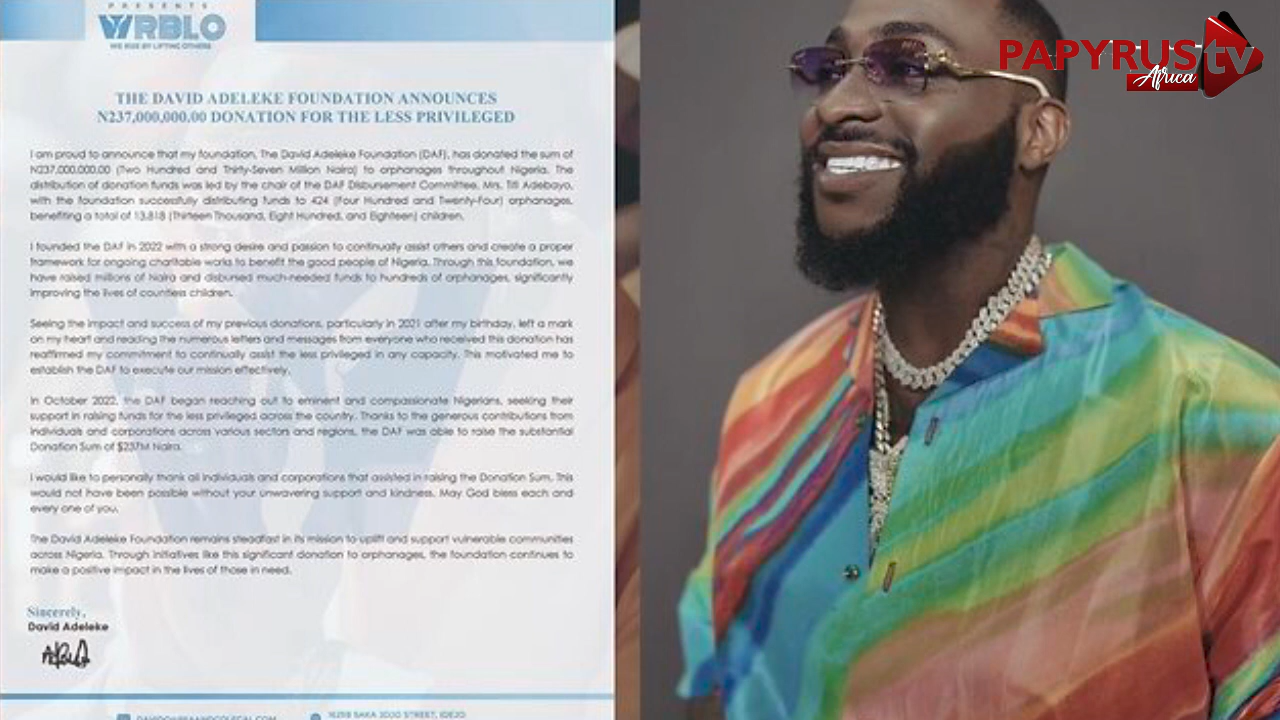 PRESENTS
WRBLO
WE RISE BY LIFTING OTHERS
THE DAVID ADELEKE FOUNDATION ANNOUNCES
N237,000,000.00 DONATION FOR THE LESS PRIVILEGED
I am proud to announce that my foundation, The David Adeleke Foundation (DAF), has donated the sum of
N237,000,000.00 (Two Hundred and Thirty-Seven Million Naira) to orphanages throughout Nigeria. The
distribution of donation funds was led by the chair of the DAF Disbursement Committee, Mrs. Titi Adebayo,
with the foundation successfully distributing funds to 424 (Four Hundred and Twenty-Four) orphanages,
benefiting a total of 13,818 (Thirteen Thousand, Eight Hundred, and Eighteen) children.
I founded the DAF in 2022 with a strong desire and passion to continually assist others and create a proper
framework for ongoing charitable works to benefit the good people of Nigeria. Through this foundation, we
have raised millions of Naira and disbursed much-needed funds to hundreds of orphanages, significantly
improving the lives of countless children.
Seeing the impact and success of my previous donations, particularly in 2021 after my birthday, left a mark
on my heart and reading the numerous letters and messages from everyone who received this donation has
reaffirmed my commitment to continually assist the less privileged in any capacity. This motivated me to
establish the DAF to execute our mission effectively.
In October 2022, the DAF began reaching out to eminent and compassionate Nigerians, seeking their
support in raising funds for the less privileged across the country. Thanks to the generous contributions from
individuals and corporations across various sectors and regions, the DAF was able to raise the substantial
Donation Sum of $237M Naira.
I would like to personally thank all individuals and corporations that assisted in raising the Donation Sum. This
would not have been possible without your unwavering support and kindness. May God bless each and
every one of you.
The David Adeleke Foundation remains steadfast in its mission to uplift and support vulnerable communities
across Nigeria. Through initiatives like this significant donation to orphanages, the foundation continues to
make a positive impact in the lives of those in need.
Sincerely,
David Adeleke
STREET,
PAPYRUS tv
Africa